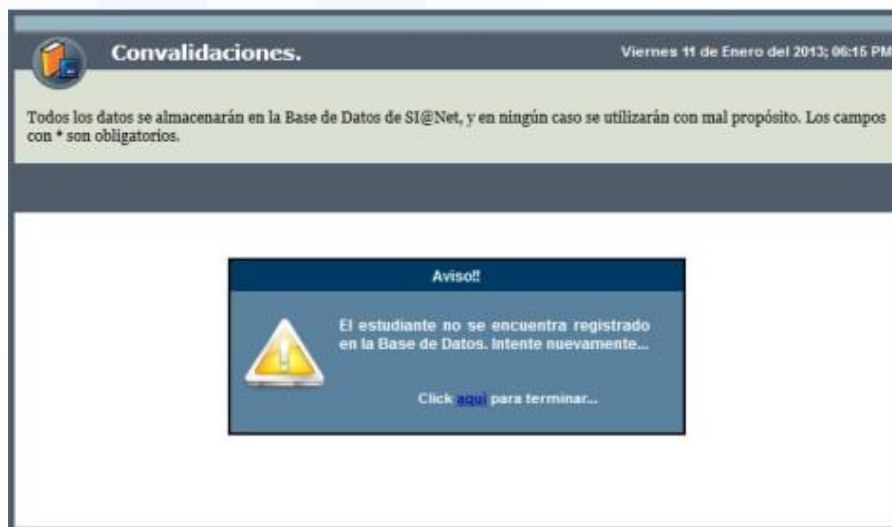 Convalidaciones.
Viernes 11 de Enero del 2013; 06:15 PM
Todos los datos se almacenarán en la Base de Datos de SI@Net, y en ningún caso se utilizarán con mal propósito. Los campos
con * son obligatorios.
Aviso!!
El estudiante no se encuentra registrado
en la Base de Datos. Intente nuevamente...
Click aqui para terminar...